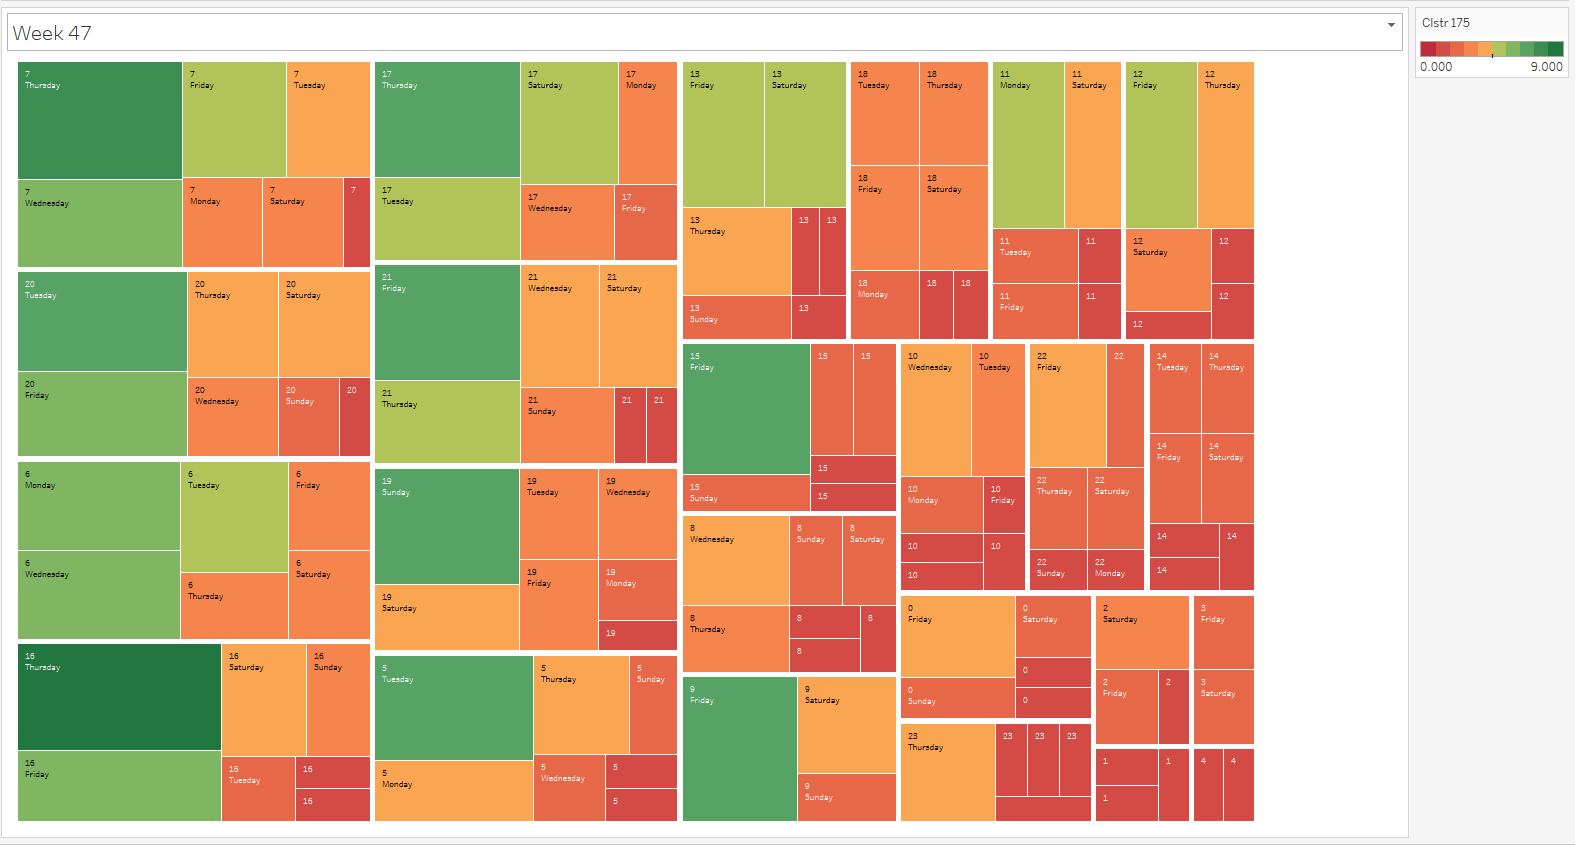 Week 47
Clstr 175
0.000 9.000
7
Thursday
7
Friday
7
Tuesday
7
Wednesday
7
Monday
7
Saturday
7
20
Tuesday
20
Thursday
20
Saturday
20
Friday
20
Wednesday
20
Sunday
20
6
Monday
6
Tuesday
6
Friday
6
Wednesday
6
Thursday
6
Saturday
16
Thursday
16
Saturday
16
Sunday
16
Friday
16
Tuesday
16
16
17
Thursday
17
Saturday
17
Monday
17
Tuesday
17
Wednesday
17
Friday
21
Friday
21
Wednesday
21
Saturday
21
Thursday
21
Sunday
21
21
19
Sunday
19
Tuesday
19
Wednesday
19
Saturday
19
Friday
19
Monday
19
5
Tuesday
5
Thursday
5
Sunday
5
Monday
5
Wednesday
5
5
13
Friday
13
Saturday
13
Thursday
13
13
13
Sunday
13
18
Tuesday
18
Thursday
18
Friday
18
Saturday
18
Monday
18
18
11
Monday
11
Saturday
11
Tuesday
11
11
Friday
11
12
Friday
12
Thursday
12
Saturday
12
12
12
15
Friday
15
15
15
Sunday
15
15
8
Wednesday
8
Sunday
8
Saturday
8
Thursday
8
8
8
9
Friday
9
Saturday
9
Sunday
10
Wednesday
10
Tuesday
10
Monday
10
Friday
10
10
10
22
Friday
22
22
Thursday
22
Saturday
22
Sunday
22
Monday
14
Tuesday
14
Thursday
14
Friday
14
Saturday
14
14
14
0
Friday
0
Saturday
0
Sunday
0
0
2
Saturday
2
Friday
2
3
Friday
3
Saturday
23
Thursday
23
23
23
1
1
1
4
4